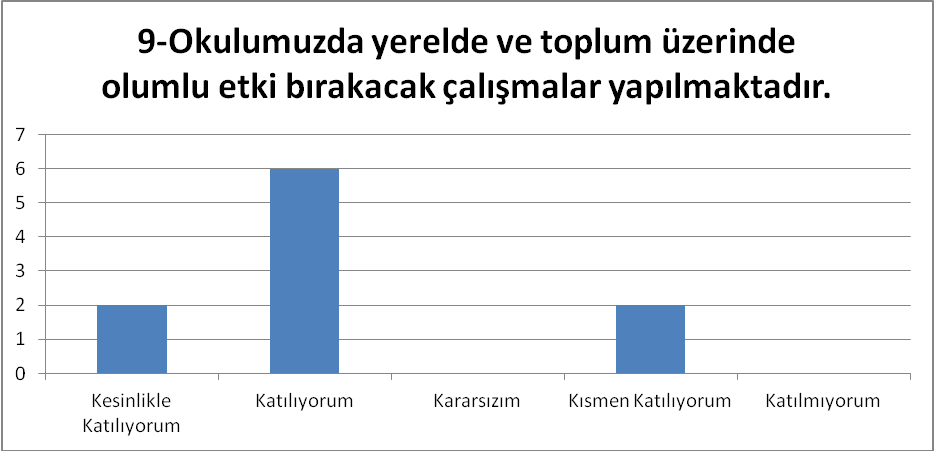 9-Okulumuzda yerelde ve toplum üzerinde
olumlu etki bırakacak çalışmalar yapılmaktadır.
7
6
5
4
3
2
1
0
Kesinlikle
Katılıyorum
Katılıyorum
Kararsızım
Kısmen Katılıyorum
Katılmıyorum